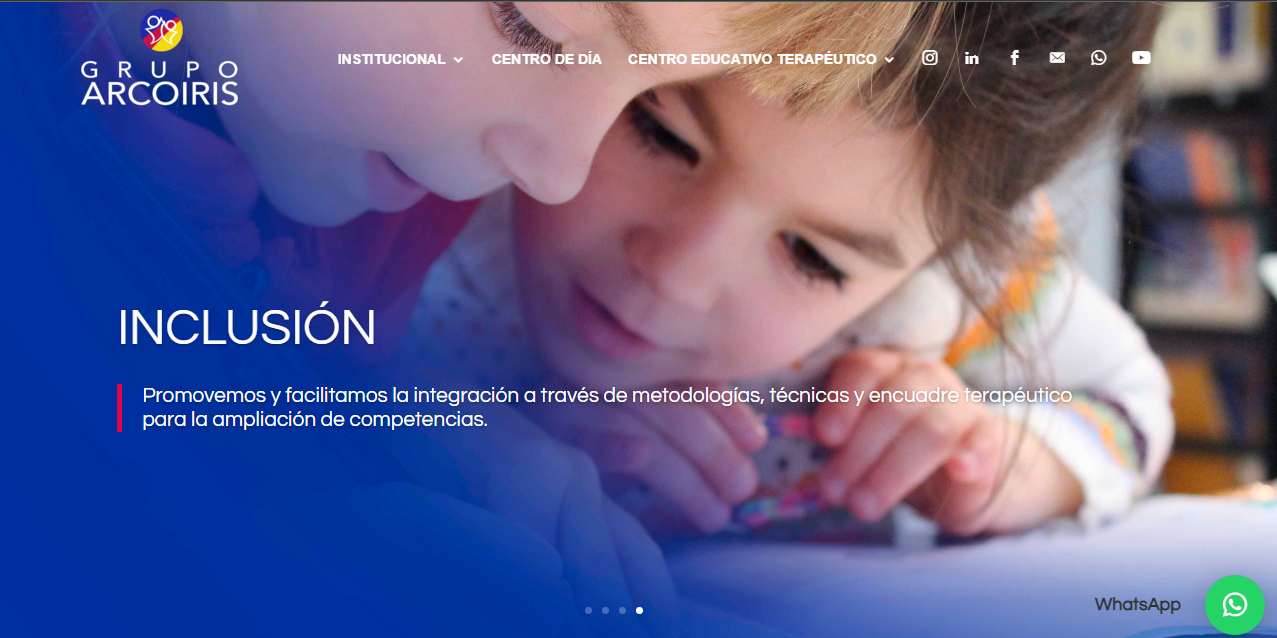 GRUPO
ARCOIRIS
INSTITUCIONAL
CENTRO DE DÍA
CENTRO EDUCATIVO TERAPÉUTICO
INCLUSIÓN
Promovemos y facilitamos la integración a través de metodologías, técnicas y encuadre terapéutico
para la ampliación de competencias.
WhatsApp